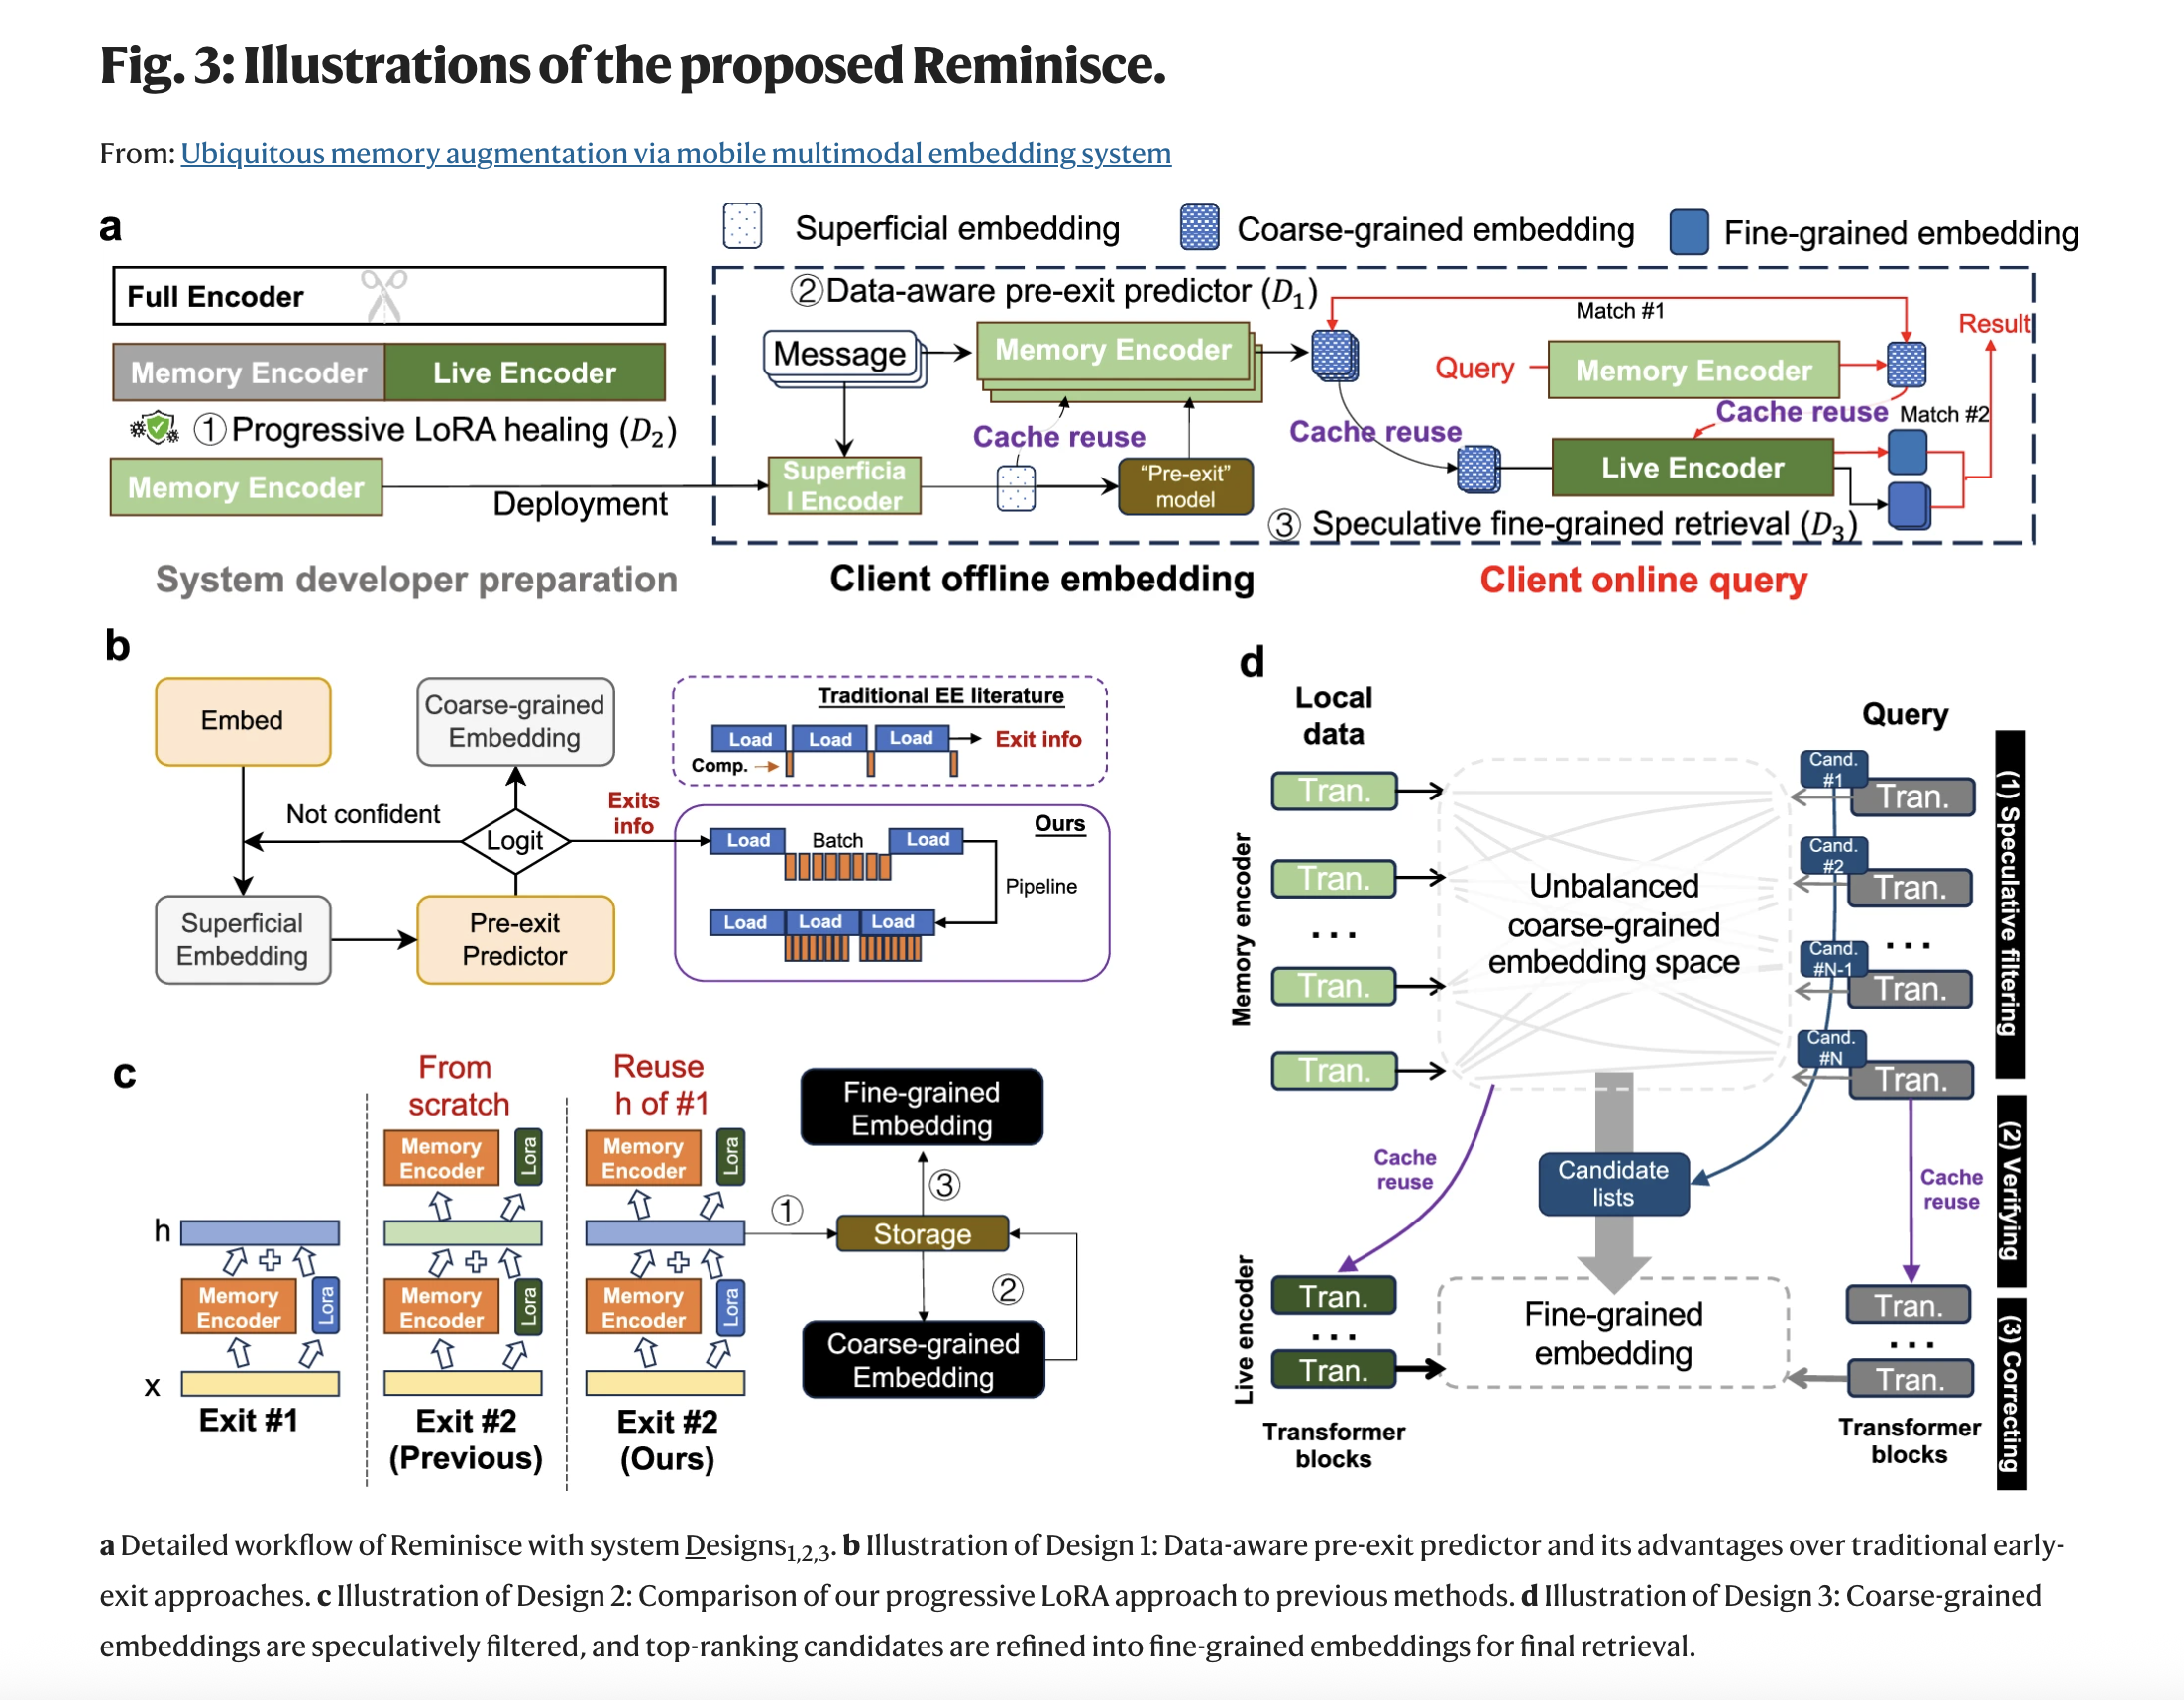 Fig. 3: Illustrations of the proposed Reminisce.
From: Ubiquitous memory augmentation via mobile multimodal embedding system
a
Superficial embedding
Coarse-grained embedding
Fine-grained embedding
Full Encoder
Memory Encoder
Live Encoder
① Progressive LoRA healing (D2)
Memory Encoder
Deployment
System developer preparation
②Data-aware pre-exit predictor (D1)
Message
Memory Encoder
Cache reuse
Superficia
l Encoder
“Pre-exit”
model
Client offline embedding
Match #1
Result
Query
Memory Encoder
Cache reuse
Cache reuse
Match #2
Live Encoder
③ Speculative fine-grained retrieval (D3)
Client online query
b
Embed
Coarse-grained
Embedding
Not confident
Logit
Exits
info
Superficial
Embedding
Pre-exit
Predictor
Traditional EE literature
Load
Load
Load
Exit info
Comp.
Ours
Load
Batch
Load
Pipeline
Load
Load
Load
c
From
scratch
Reuse
h of #1
Memory
Encoder
Lora
Memory
Encoder
Lora
h
Memory
Encoder
Lora
Memory
Encoder
Lora
Memory
Encoder
Lora
x
Exit #1
Exit #2
(Previous)
Exit #2
(Ours)
Fine-grained
Embedding
①
③
Storage
②
Coarse-grained
Embedding
d
Local
data
Query
Memory encoder
Tran.
Tran.
...
Tran.
Tran.
Unbalanced
coarse-grained
embedding space
Cand.
#1
Tran.
Cand.
#2
Tran.
...
Cand.
#N-1
Tran.
Cand.
#N
Tran.
(1) Speculative filtering
Cache
reuse
Candidate
lists
Cache
reuse
(2) Verifying
Live encoder
Tran.
...
Tran.
Fine-grained
embedding
Tran.
...
Tran.
(3) Correcting
Transformer
blocks
Transformer
blocks
a Detailed workflow of Reminisce with system Designs1,2,3. b Illustration of Design 1: Data-aware pre-exit predictor and its advantages over traditional early-
exit approaches. c Illustration of Design 2: Comparison of our progressive LoRA approach to previous methods. d Illustration of Design 3: Coarse-grained
embeddings are speculatively filtered, and top-ranking candidates are refined into fine-grained embeddings for final retrieval.